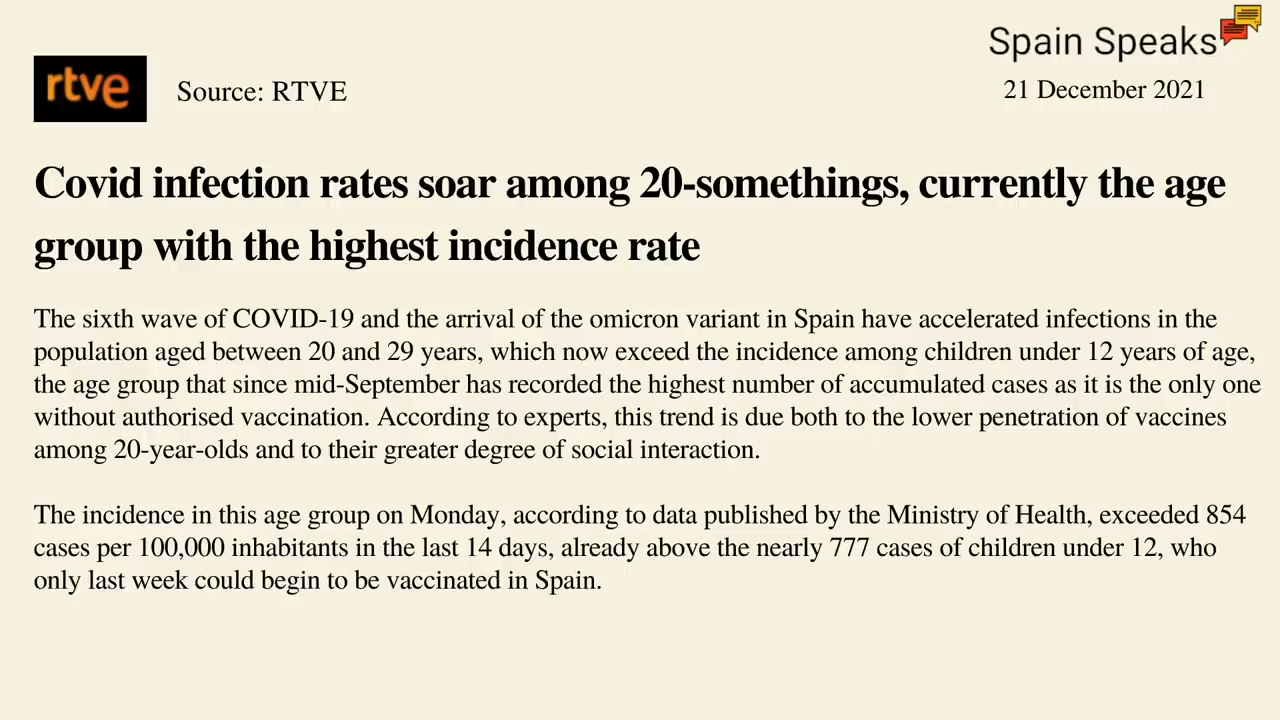 Spain Speaks
rtve
Source: RTVE
21 December 2021
Covid infection rates soar among 20-somethings, currently the age
group with the highest incidence rate
The sixth wave of COVID-19 and the arrival of the omicron variant in Spain have accelerated infections in the
population aged between 20 and 29 years, which now exceed the incidence among children under 12 years of age,
the age group that since mid-September has recorded the highest number of accumulated cases as it is the only one
without authorised vaccination. According to experts, this trend is due both to the lower penetration of vaccines
among 20-year-olds and to their greater degree of social interaction.
The incidence in this age group on Monday, according to data published by the Ministry of Health, exceeded 854
cases per 100,000 inhabitants in the last 14 days, already above the nearly 777 cases of children under 12, who
only last week could begin to be vaccinated in Spain.